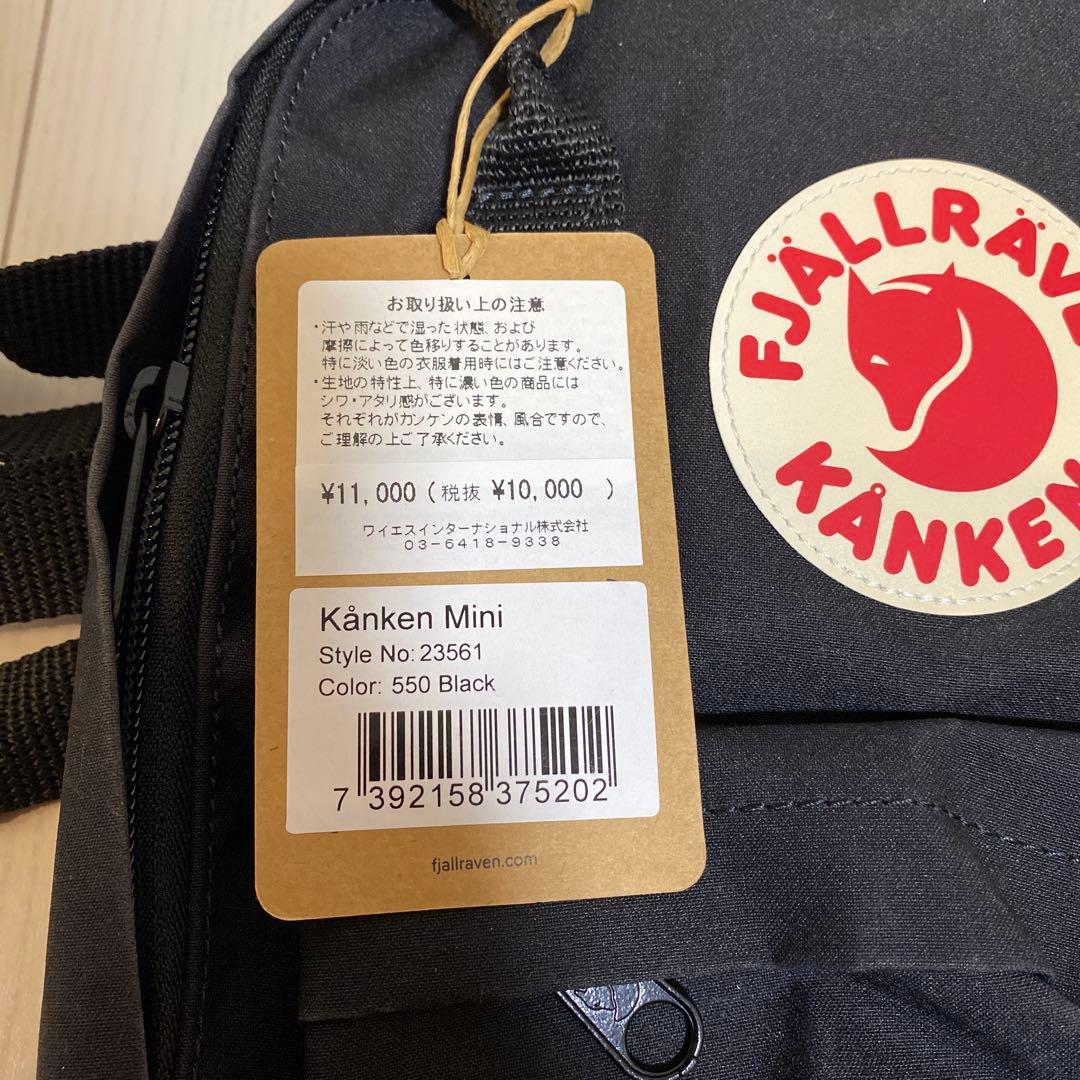 お取り扱い上の注意
・汗や雨などで湿った状態、および
摩擦によって色移りすることがあります。
特に淡い色の衣服着用時にはご注意ください。
・生地の特性上、特に濃い色の商品には
シワ・アタリ感がございます。
それぞれがカンケンの表情、風合ですので、
ご理解の上ご了承ください。
¥11,000 ( 税抜 ¥10,000 )
ワイエスインターナショナル株式会社
03-6418-9338
Kånken Mini
Style No: 23561
Color: 550 Black
7 392158 375202
fjallraven.com
FJÄLLRÄVE
KÅNKEN